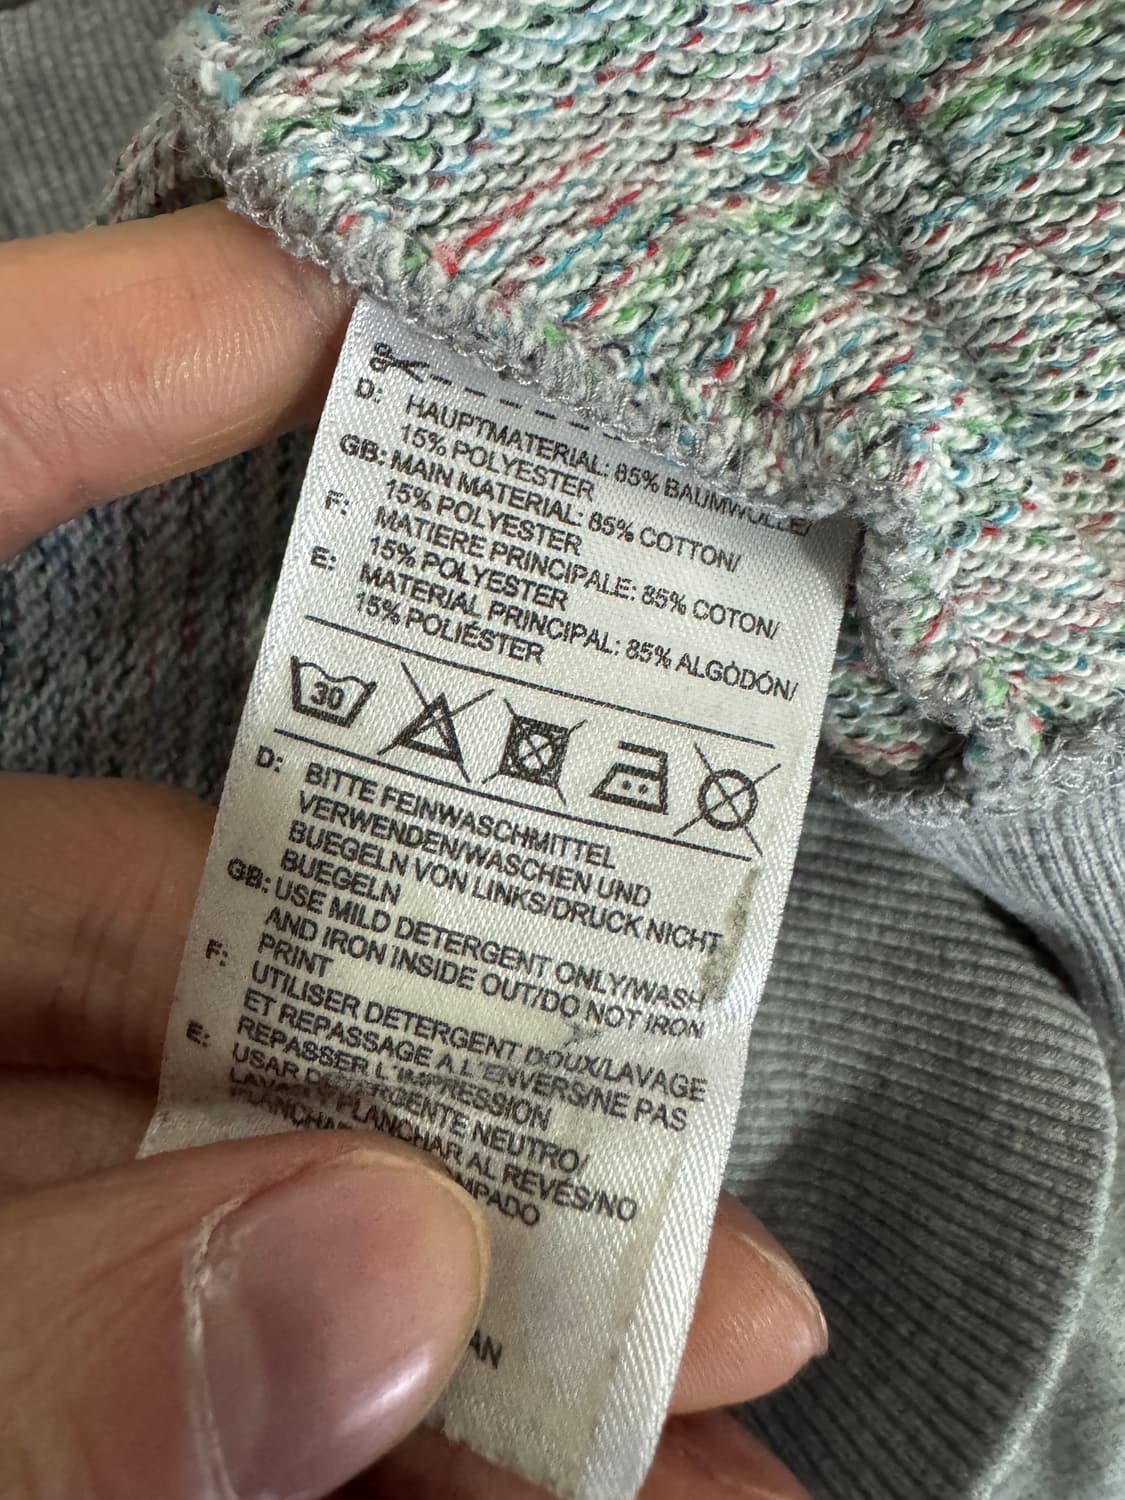 D: HAUPTMATERIAL: 85% BAUMWOLLE/
15% POLYESTER
GB: MAIN MATERIAL: 85% COTTON/
15% POLYESTER
F: MATIERE PRINCIPALE: 85% COTON/
15% POLYESTER
E: MATERIAL PRINCIPAL: 85% ALGÓDÓN/
15% POLIÉSTER
30
D: BITTE FEINWASCHMITTEL
VERWENDEN/WASCHEN UND
BUEGELN VON LINKS/DRUCK NICHT
BUEGELN
GB: USE MILD DETERGENT ONLY/WASH
AND IRON INSIDE OUT/DO NOT IRON
PRINT
F: UTILISER DETERGENT DOUX/LAVAGE
ET REPASSAGE A L'ENVERS/NE PAS
REPASSER L'IMPRESSION
E: USAR DETERGENTE NEUTRO/
LAVAR Y PLANCHAR AL REVÉS/NO